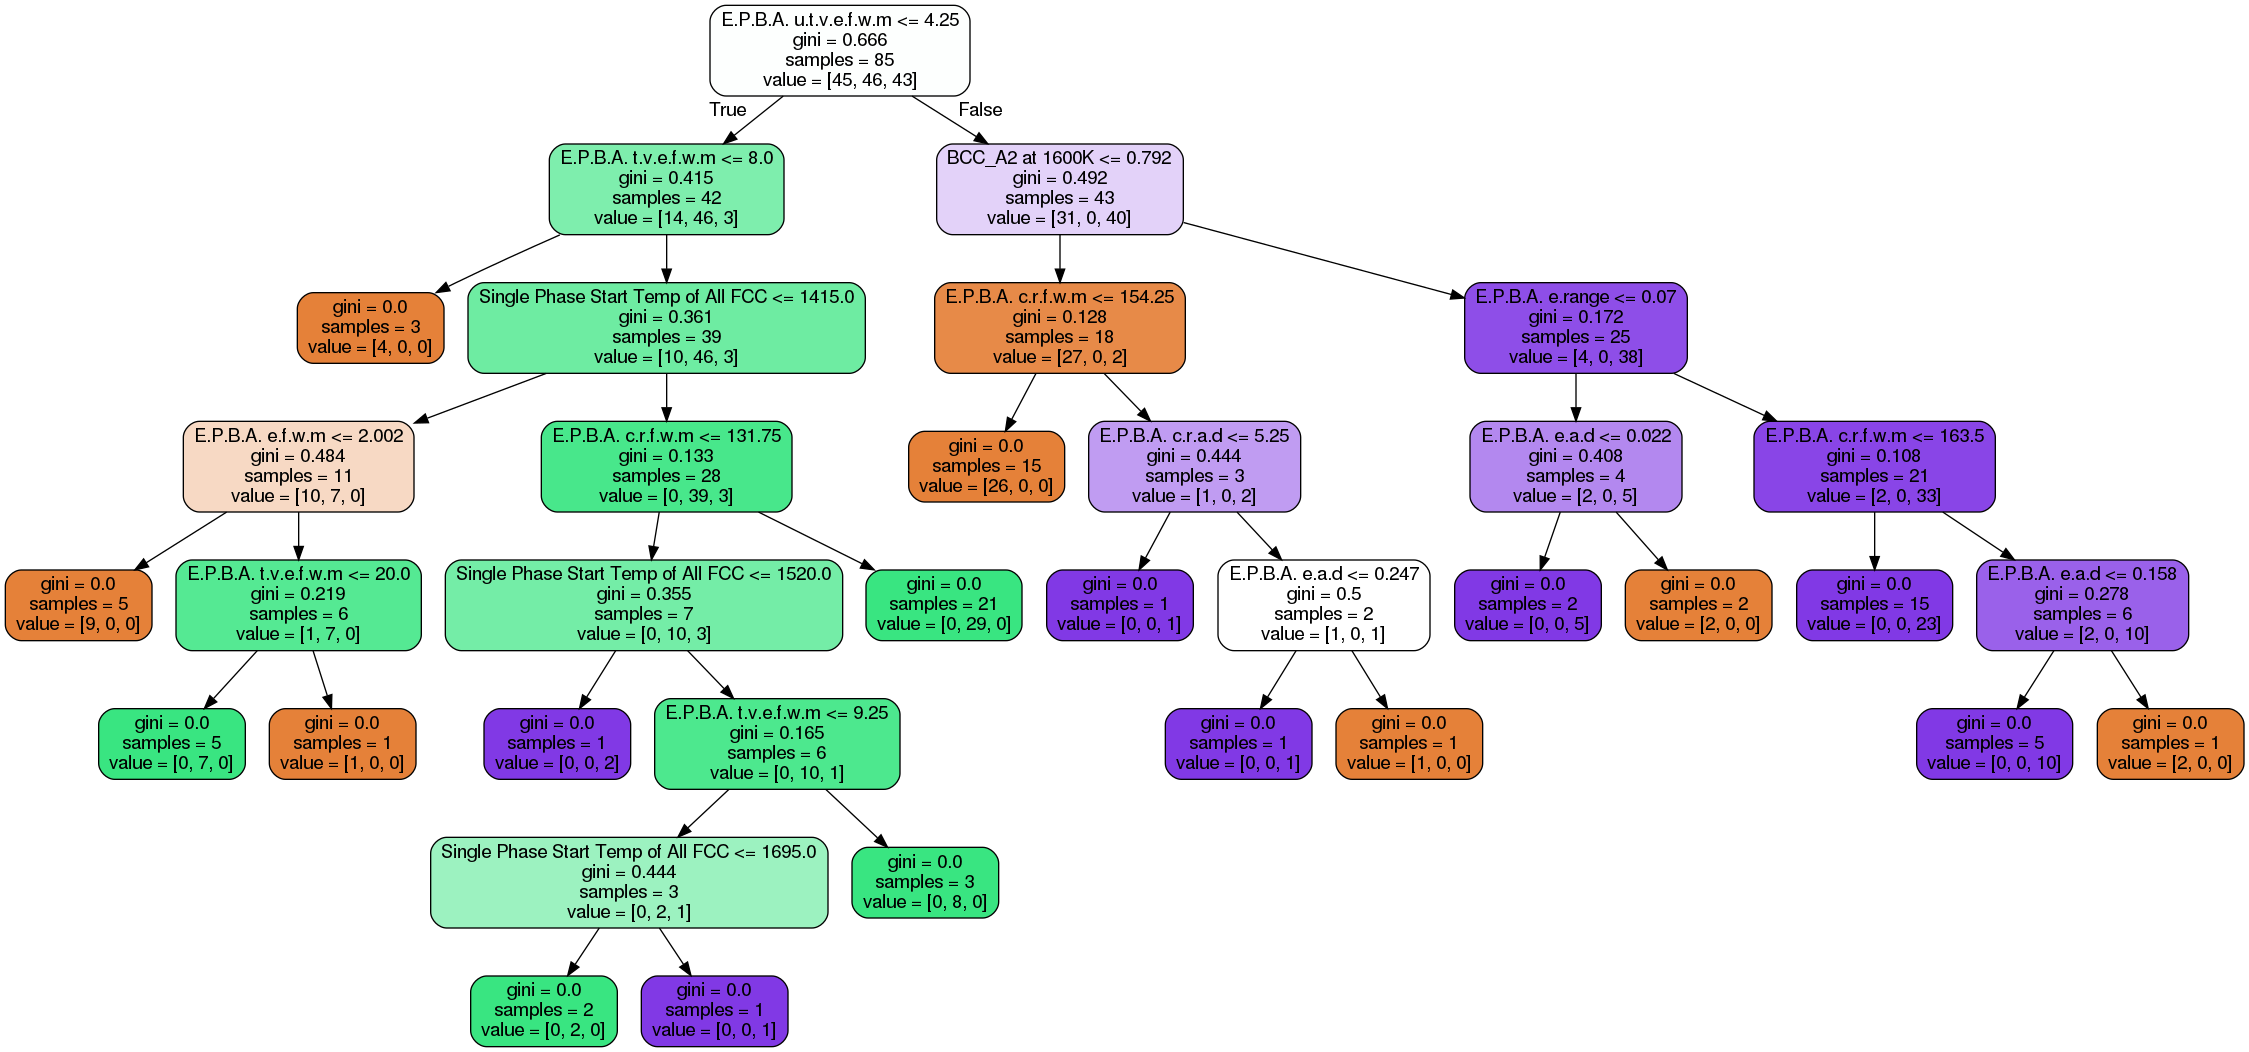 E.P.B.A. u.t.v.e.f.w.m <= 4.25
gini = 0.666
samples = 85
value = [45, 46, 43]
True
False
E.P.B.A. t.v.e.f.w.m <= 8.0
gini = 0.415
samples = 42
value = [14, 46, 3]
BCC_A2 at 1600K <= 0.792
gini = 0.492
samples = 43
value = [31, 0, 40]
gini = 0.0
samples = 3
value = [4, 0, 0]
Single Phase Start Temp of All FCC <= 1415.0
gini = 0.361
samples = 39
value = [10, 46, 3]
E.P.B.A. c.r.f.w.m <= 154.25
gini = 0.128
samples = 18
value = [27, 0, 2]
E.P.B.A. e.range <= 0.07
gini = 0.172
samples = 25
value = [4, 0, 38]
E.P.B.A. e.f.w.m <= 2.002
gini = 0.484
samples = 11
value = [10, 7, 0]
E.P.B.A. c.r.f.w.m <= 131.75
gini = 0.133
samples = 28
value = [0, 39, 3]
gini = 0.0
samples = 15
value = [26, 0, 0]
E.P.B.A. c.r.a.d <= 5.25
gini = 0.444
samples = 3
value = [1, 0, 2]
E.P.B.A. e.a.d <= 0.022
gini = 0.408
samples = 4
value = [2, 0, 5]
E.P.B.A. c.r.f.w.m <= 163.5
gini = 0.108
samples = 21
value = [2, 0, 33]
gini = 0.0
samples = 5
value = [9, 0, 0]
E.P.B.A. t.v.e.f.w.m <= 20.0
gini = 0.219
samples = 6
value = [1, 7, 0]
Single Phase Start Temp of All FCC <= 1520.0
gini = 0.355
samples = 7
value = [0, 10, 3]
gini = 0.0
samples = 21
value = [0, 29, 0]
gini = 0.0
samples = 1
value = [0, 0, 1]
E.P.B.A. e.a.d <= 0.247
gini = 0.5
samples = 2
value = [1, 0, 1]
gini = 0.0
samples = 2
value = [0, 0, 5]
gini = 0.0
samples = 2
value = [2, 0, 0]
gini = 0.0
samples = 15
value = [0, 0, 23]
E.P.B.A. e.a.d <= 0.158
gini = 0.278
samples = 6
value = [2, 0, 10]
gini = 0.0
samples = 5
value = [0, 7, 0]
gini = 0.0
samples = 1
value = [1, 0, 0]
gini = 0.0
samples = 1
value = [0, 0, 2]
E.P.B.A. t.v.e.f.w.m <= 9.25
gini = 0.165
samples = 6
value = [0, 10, 1]
gini = 0.0
samples = 1
value = [0, 0, 1]
gini = 0.0
samples = 1
value = [1, 0, 0]
gini = 0.0
samples = 5
value = [0, 0, 10]
gini = 0.0
samples = 1
value = [2, 0, 0]
Single Phase Start Temp of All FCC <= 1695.0
gini = 0.444
samples = 3
value = [0, 2, 1]
gini = 0.0
samples = 3
value = [0, 8, 0]
gini = 0.0
samples = 2
value = [0, 2, 0]
gini = 0.0
samples = 1
value = [0, 0, 1]